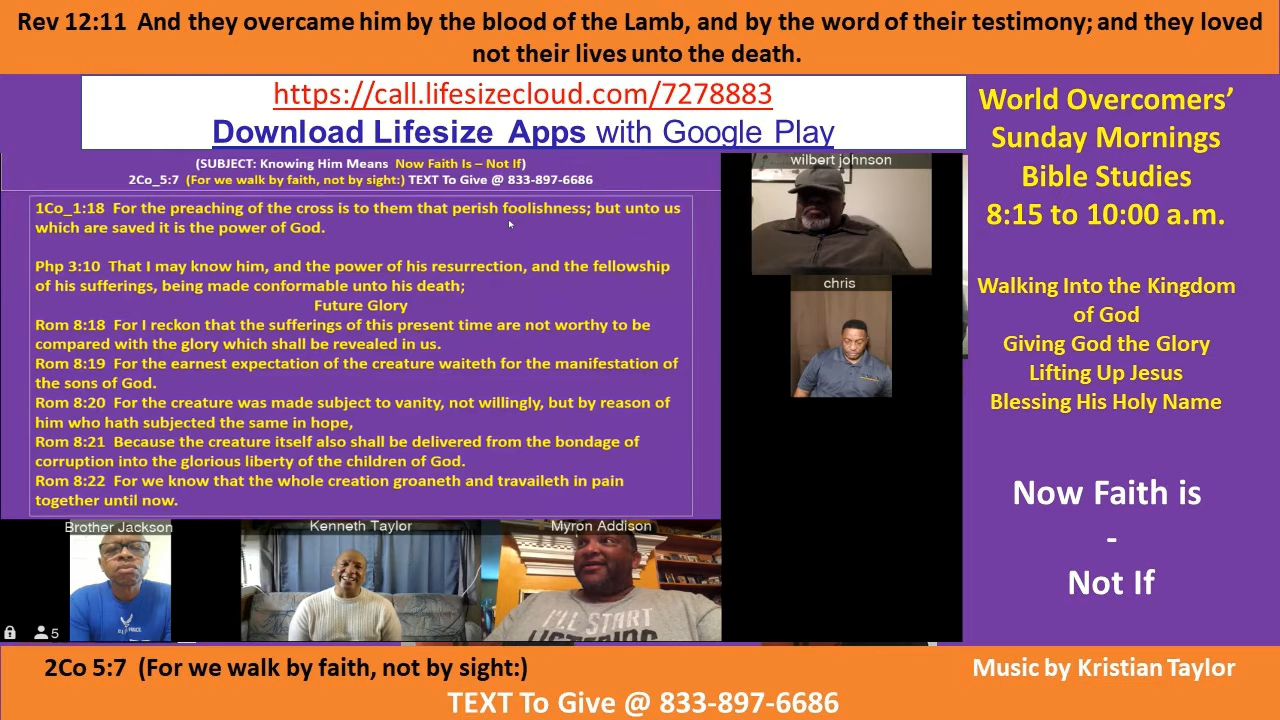 Rev 12:11 And they overcame him by the blood of the Lamb, and by the word of their testimony; and they loved
not their lives unto the death.
https://call.lifesizecloud.com/7278883
Download Lifesize Apps with Google Play
(SUBJECT: Knowing Him Means Now Faith Is – Not If)
2Co_5:7 (For we walk by faith, not by sight:) TEXT To Give @ 833-897-6686
1Co_1:18 For the preaching of the cross is to them that perish foolishness; but unto us
which are saved it is the power of God.
Php 3:10 That I may know him, and the power of his resurrection, and the fellowship
of his sufferings, being made conformable unto his death;
Future Glory
Rom 8:18 For I reckon that the sufferings of this present time are not worthy to be
compared with the glory which shall be revealed in us.
Rom 8:19 For the earnest expectation of the creature waiteth for the manifestation of
the sons of God.
Rom 8:20 For the creature was made subject to vanity, not willingly, but by reason of
him who hath subjected the same in hope,
Rom 8:21 Because the creature itself also shall be delivered from the bondage of
corruption into the glorious liberty of the children of God.
Rom 8:22 For we know that the whole creation groaneth and travaileth in pain
together until now.
wilbert johnson
chris
Brother Jackson
Kenneth Taylor
Myron Addison
I'LL START
LISTENING
5
World Overcomers'
Sunday Mornings
Bible Studies
8:15 to 10:00 a.m.
Walking Into the Kingdom
of God
Giving God the Glory
Lifting Up Jesus
Blessing His Holy Name
Now Faith is
-
Not If
2Co 5:7 (For we walk by faith, not by sight:)
Music by Kristian Taylor
TEXT To Give @ 833-897-6686